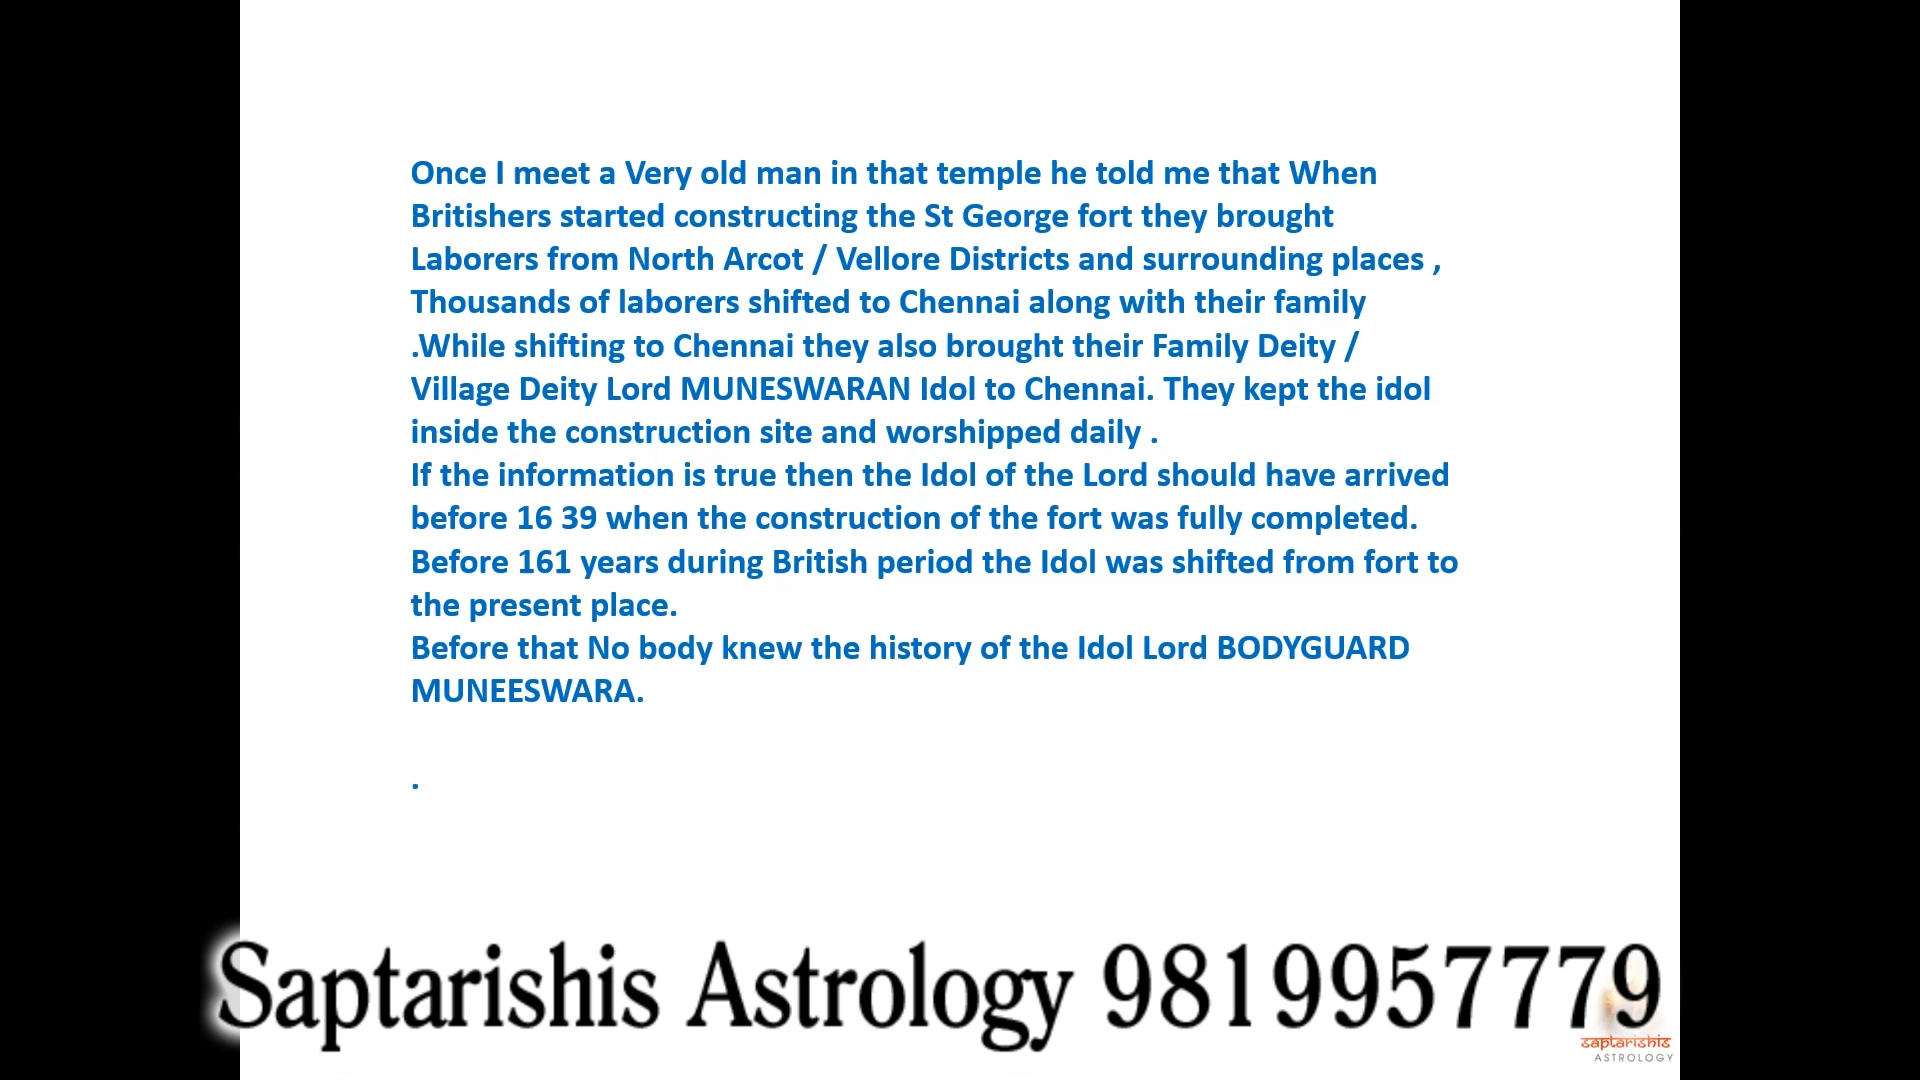 Once I meet a Very old man in that temple he told me that When
Britishers started constructing the St George fort they brought
Laborers from North Arcot / Vellore Districts and surrounding places ,
Thousands of laborers shifted to Chennai along with their family
.While shifting to Chennai they also brought their Family Deity /
Village Deity Lord MUNESWARAN Idol to Chennai. They kept the idol
inside the construction site and worshipped daily .
If the information is true then the Idol of the Lord should have arrived
before 16 39 when the construction of the fort was fully completed.
Before 161 years during British period the Idol was shifted from fort to
the present place.
Before that No body knew the history of the Idol Lord BODYGUARD
MUNEESWARA.
.
Saptarishis Astrology 9819957779
saptarishis
ASTROLOGY